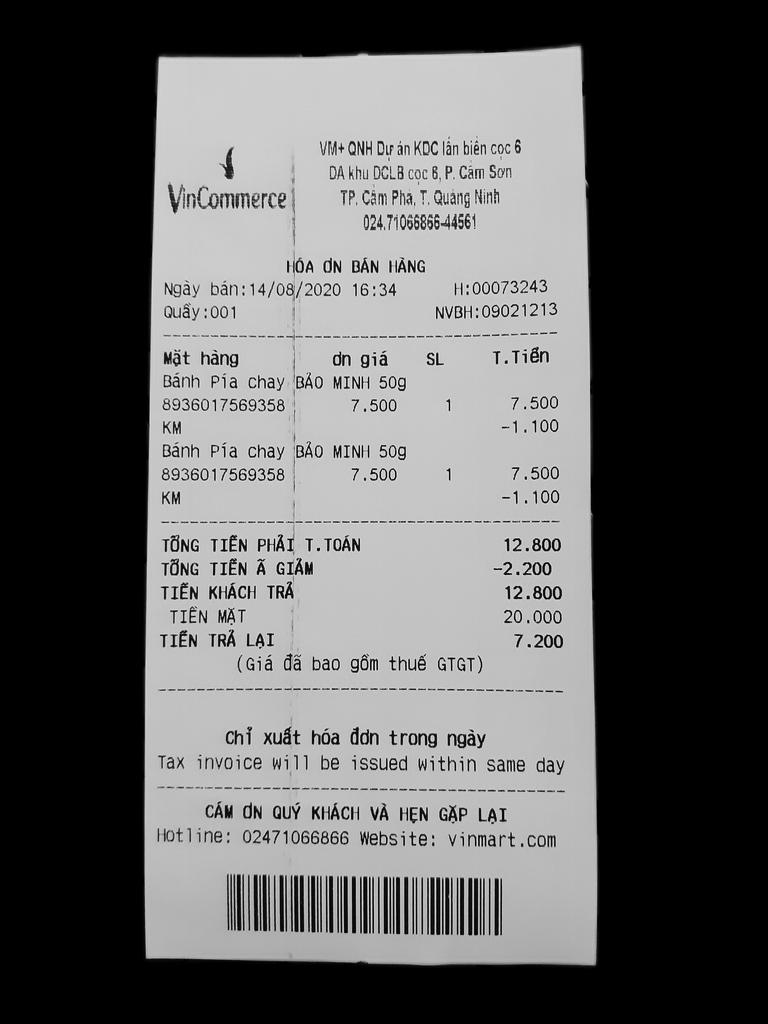 VinCommerce
VM+ QNH Dự án KDC lấn biển cọc 6
DA khu DCLB cọc 6, P. Cẩm Sơn
TP. Cẩm Phả, T. Quảng Ninh
024.71066866-44561
HÓA ƠN BÁN HÀNG
Ngày bán:14/08/2020 16:34 H:00073243
Quầy:001 NVBH:09021213
Mặt hàng ơn giá SL T.Tiền
Bánh Pía chay BẢO MINH 50g
8936017569358 7.500 1 7.500
KM -1.100
Bánh Pía chay BẢO MINH 50g
8936017569358 7.500 1 7.500
KM -1.100
TỔNG TIỀN PHẢI T.TOÁN 12.800
TỔNG TIỀN Ã GIẢM -2.200
TIỀN KHÁCH TRẢ 12.800
TIỀN MẶT 20.000
TIỀN TRẢ LẠI 7.200
(Giá đã bao gồm thuế GTGT)
Chỉ xuất hóa đơn trong ngày
Tax invoice will be issued within same day
CÁM ƠN QUÝ KHÁCH VÀ HẸN GẶP LẠI
Hotline: 02471066866 Website: vinmart.com